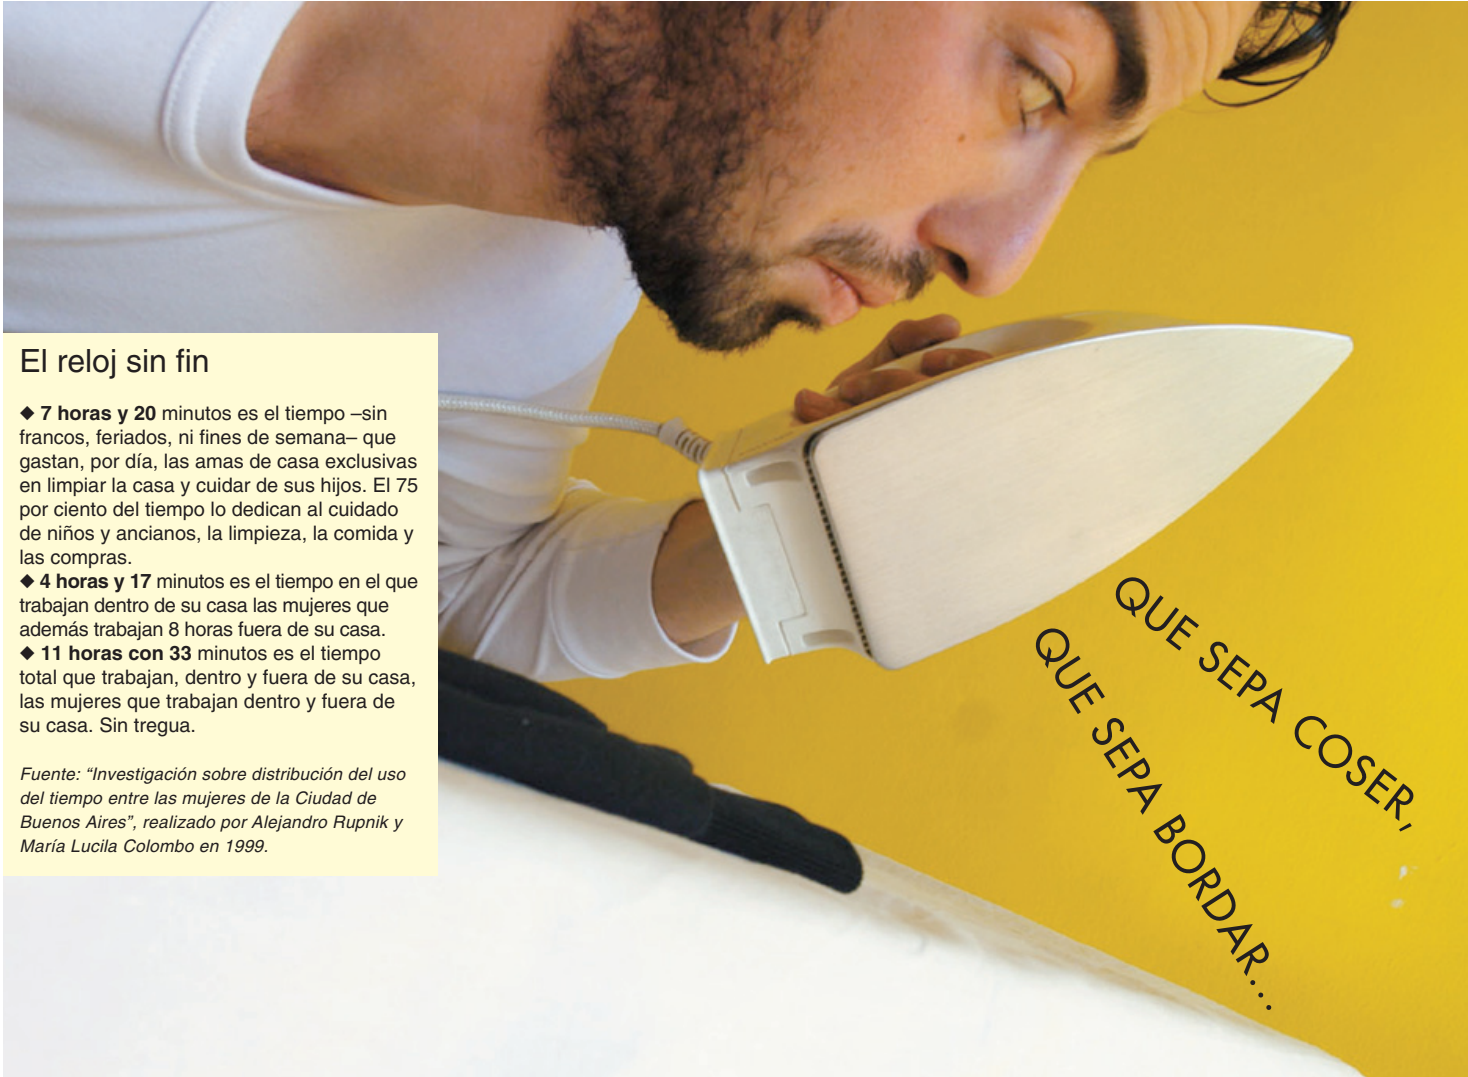 El reloj sin fin
◆ 7 horas y 20 minutos es el tiempo –sin
francos, feriados, ni fines de semana– que
gastan, por día, las amas de casa exclusivas
en limpiar la casa y cuidar de sus hijos. El 75
por ciento del tiempo lo dedican al cuidado
de niños y ancianos, la limpieza, la comida y
las compras.
◆ 4 horas y 17 minutos es el tiempo en el que
trabajan dentro de su casa las mujeres que
además trabajan 8 horas fuera de su casa.
◆ 11 horas con 33 minutos es el tiempo
total que trabajan, dentro y fuera de su casa,
las mujeres que trabajan dentro y fuera de
su casa. Sin tregua.
Fuente: “Investigación sobre distribución del uso
del tiempo entre las mujeres de la Ciudad de
Buenos Aires”, realizado por Alejandro Rupnik y
María Lucila Colombo en 1999.
QUE SEPA COSER,
QUE SEPA BORDAR...